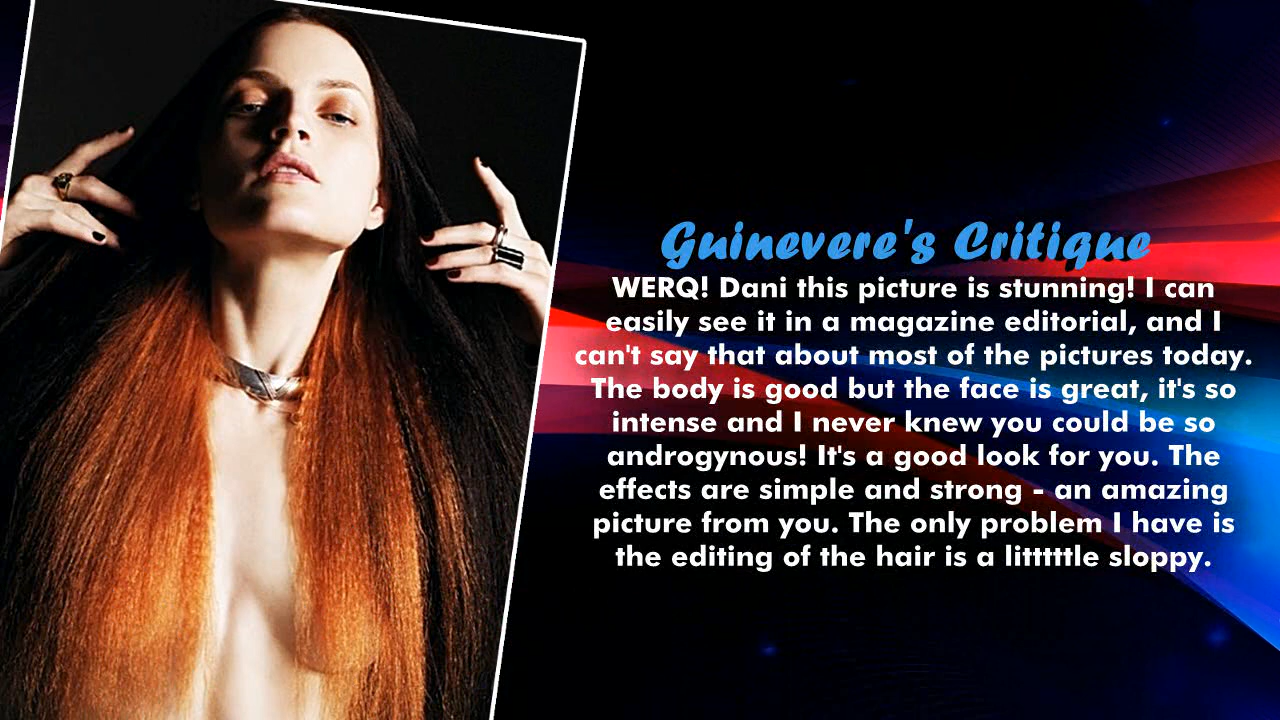 Guinevere's Critique
WERQ! Dani this picture is stunning! I can
easily see it in a magazine editorial, and I
can't say that about most of the pictures today.
The body is good but the face is great, it's so
intense and I never knew you could be so
androgynous! It's a good look for you. The
effects are simple and strong - an amazing
picture from you. The only problem I have is
the editing of the hair is a litttttle sloppy.